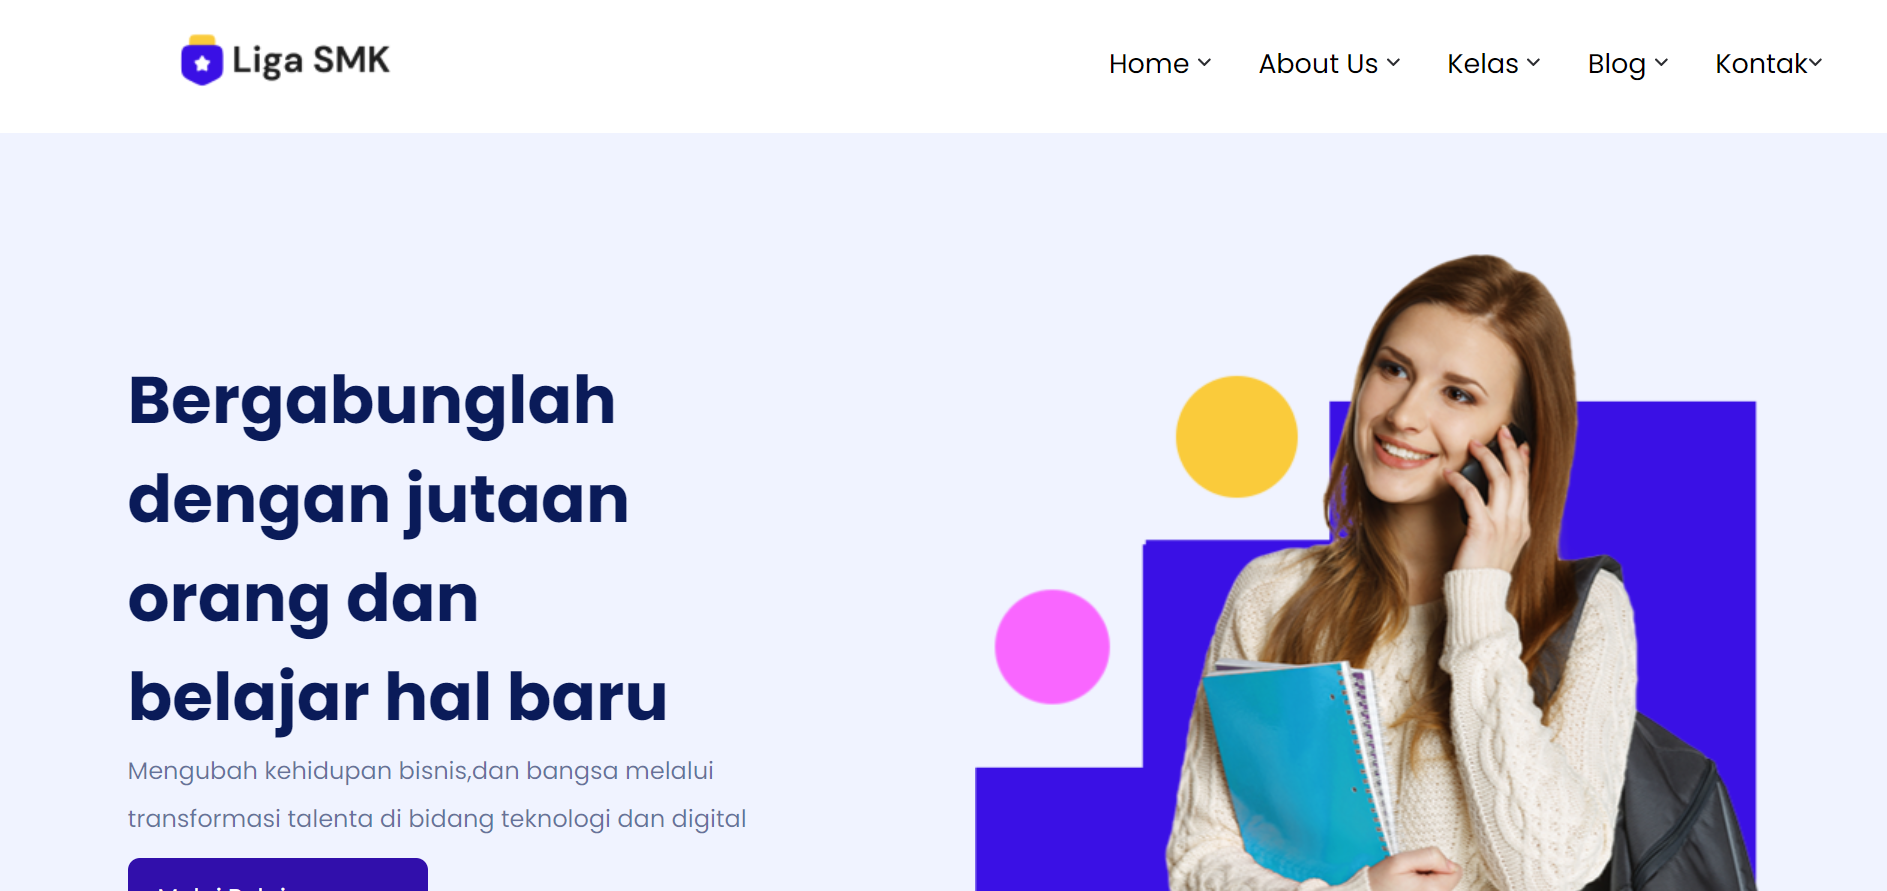 Liga SMK
Home
About Us
Kelas
Blog
Kontak
Bergabunglah
dengan jutaan
orang dan
belajar hal baru
Mengubah kehidupan bisnis,dan bangsa melalui
transformasi talenta di bidang teknologi dan digital